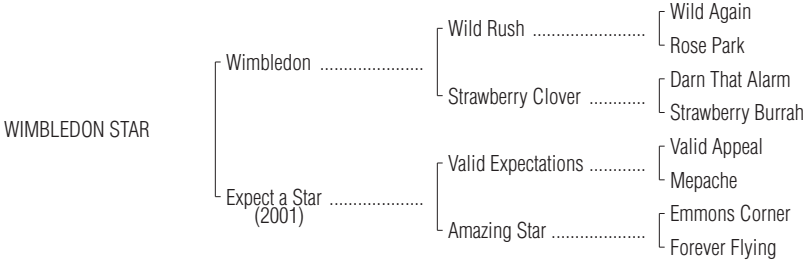 Wild Again
Wild Rush ........................
Rose Park
Wimbledon ......................
Darn That Alarm
Strawberry Clover ............
Strawberry Burrah
WIMBLEDON STAR
Valid Appeal
Valid Expectations ............
Mepache
Expect a Star ....................
(2001)
Emmons Corner
Amazing Star ....................
Forever Flying